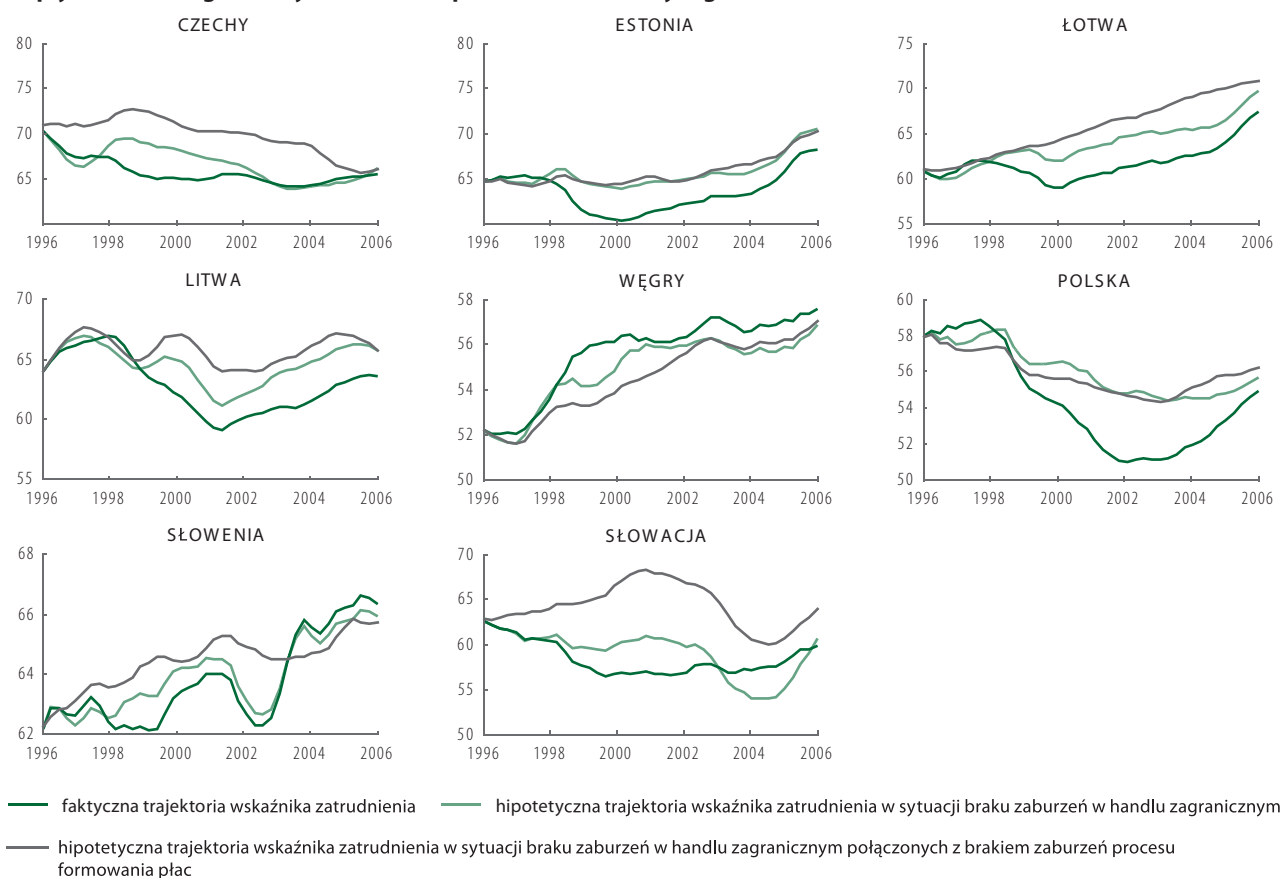 CZECHY
80
75
70
65
1996 1998 2000 2002 2004 2006
ESTONIA
80
75
70
65
1996 1998 2000 2002 2004 2006
ŁOTWA
75
70
65
60
55
1996 1998 2000 2002 2004 2006
LITWA
70
65
60
55
1996 1998 2000 2002 2004 2006
WĘGRY
58
56
54
52
50
1996 1998 2000 2002 2004 2006
POLSKA
60
58
56
54
52
50
1996 1998 2000 2002 2004 2006
SŁOWENIA
68
66
64
62
1996 1998 2000 2002 2004 2006
SŁOWACJA
70
65
60
55
50
1996 1998 2000 2002 2004 2006
faktyczna trajektoria wskaźnika zatrudnienia hipotetyczna trajektoria wskaźnika zatrudnienia w sytuacji braku zaburzeń w handlu zagranicznym
hipotetyczna trajektoria wskaźnika zatrudnienia w sytuacji braku zaburzeń w handlu zagranicznym połączonych z brakiem zaburzeń procesu
formowania płac